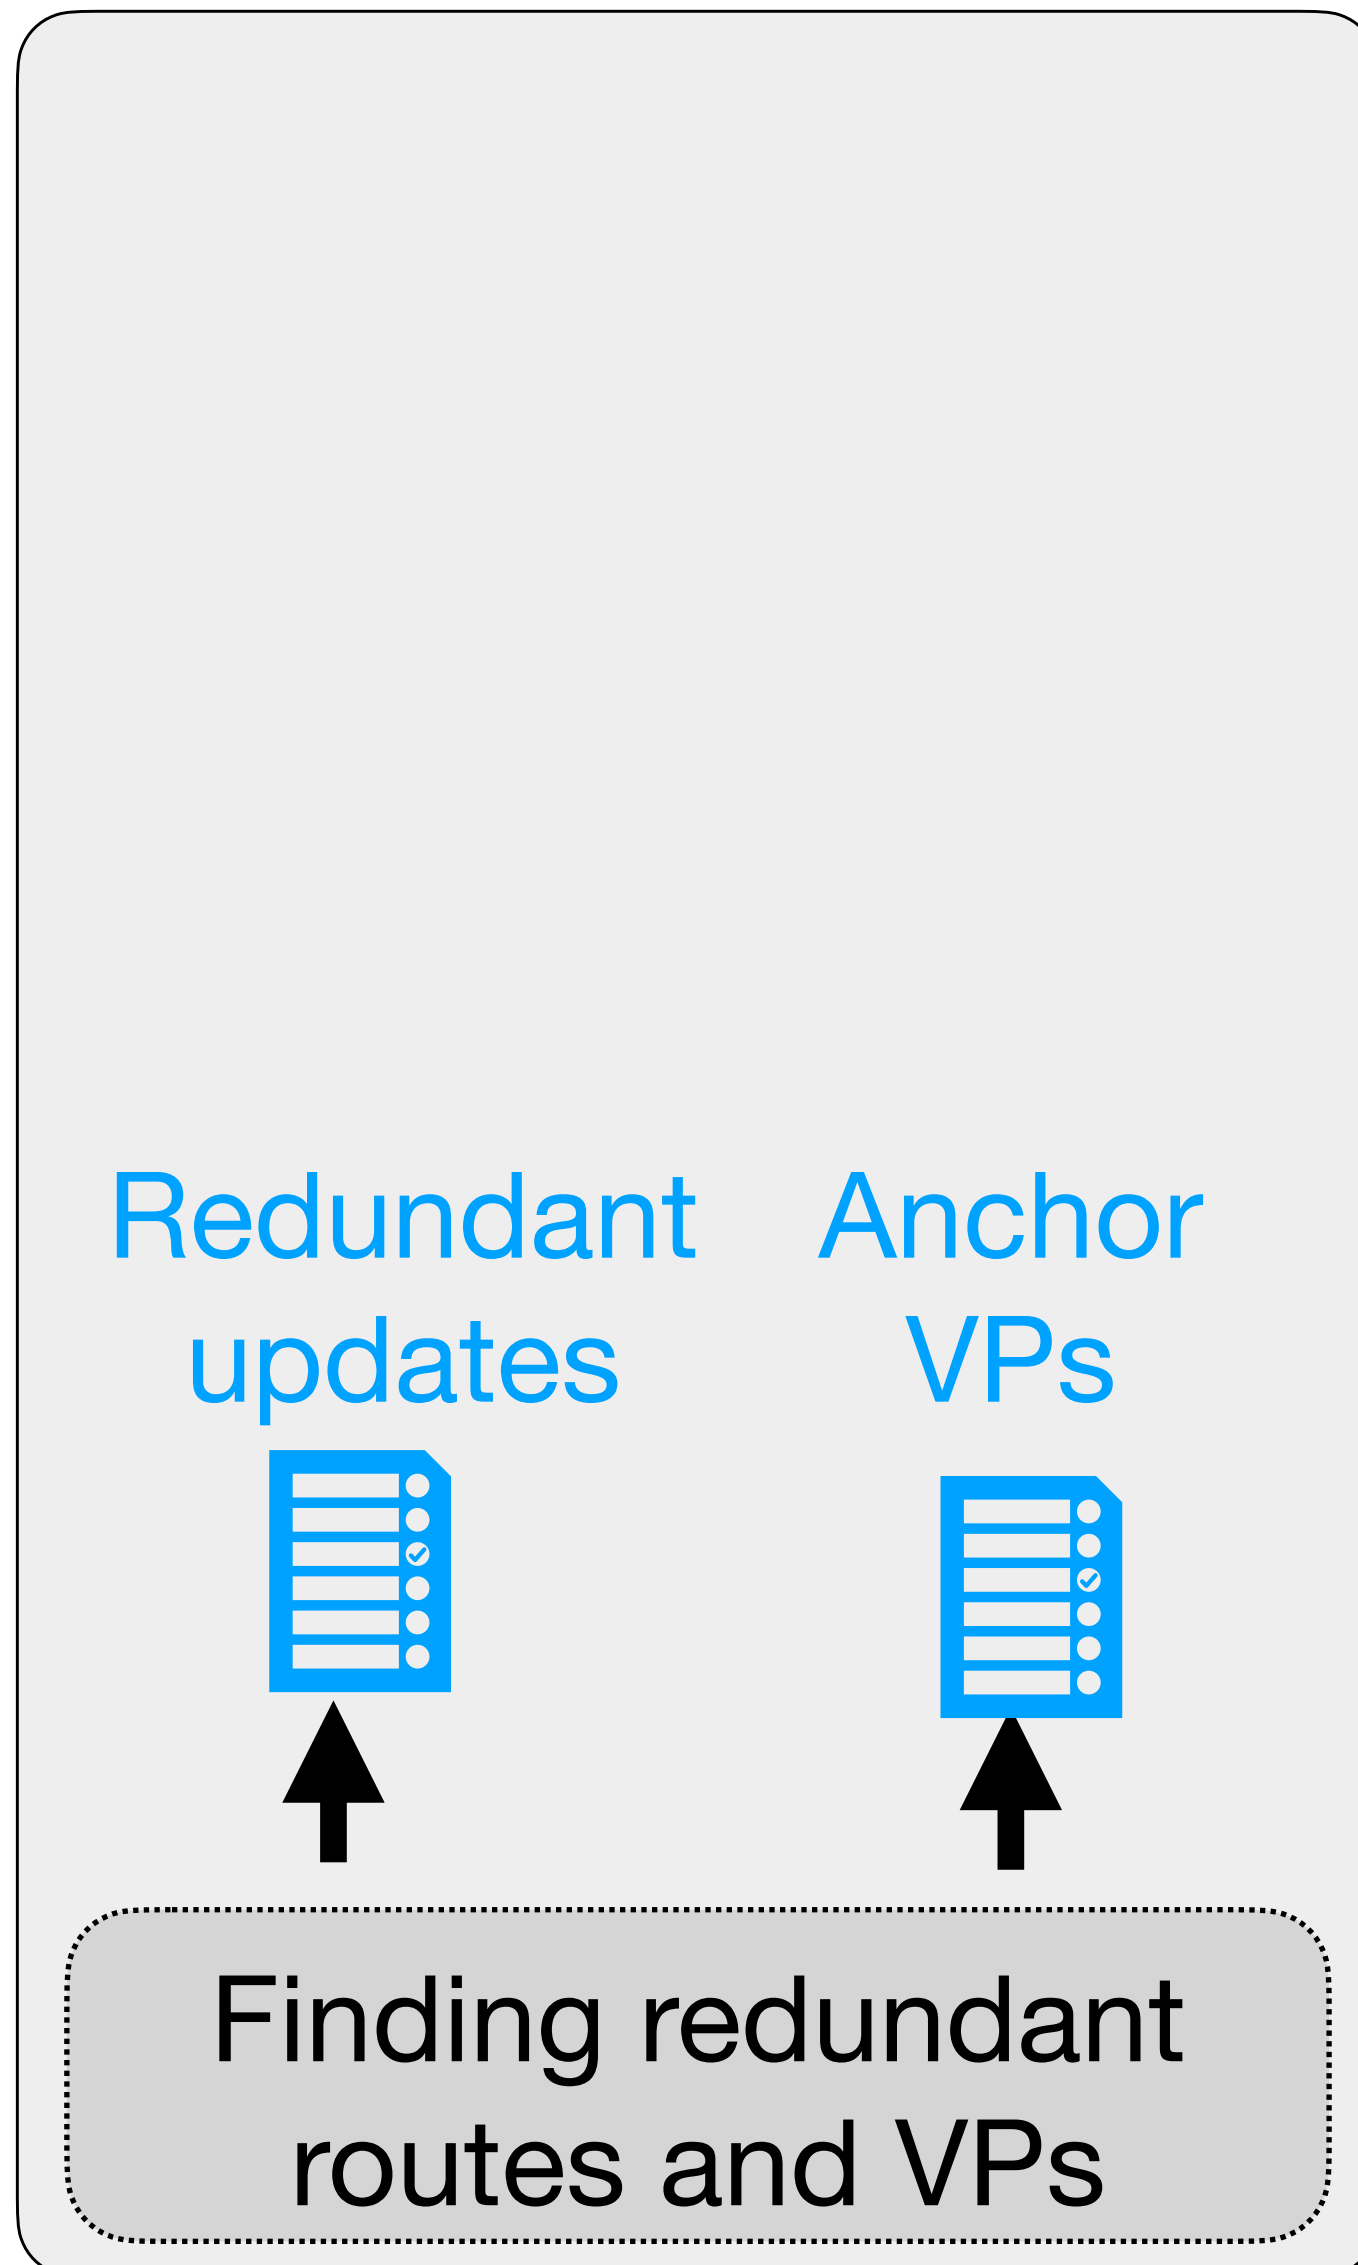 Redundant
updates
Anchor
VPs
Finding redundant
routes and VPs